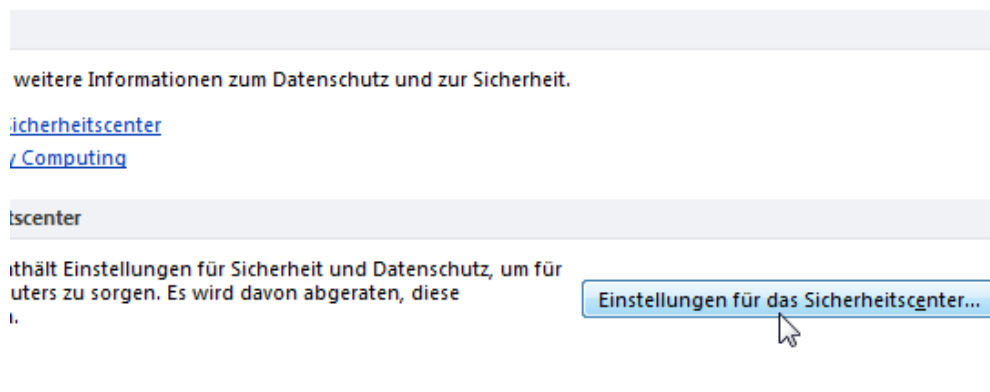 weitere Informationen zum Datenschutz und zur Sicherheit.
icherheitscenter
y Computing
tscenter
nthält Einstellungen für Sicherheit und Datenschutz, um für
uters zu sorgen. Es wird davon abgeraten, diese
Einstellungen für das Sicherheitscenter...